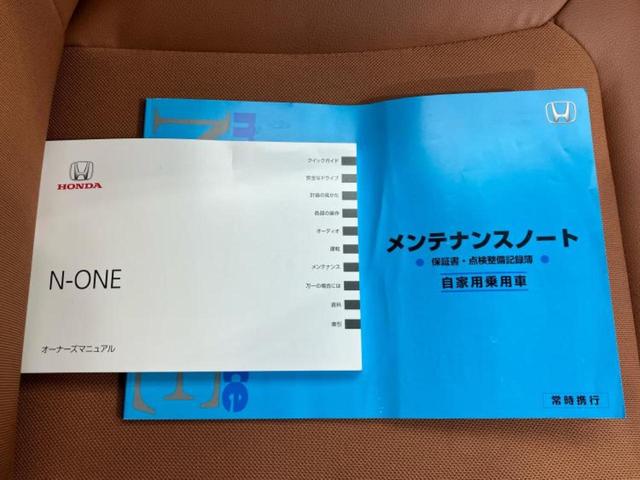 HONDA
N-ONE
オーナーズマニュアル
クイックガイド
安全なドライブ
計器の見かた
各部の操作
オーディオ
運転
メンテナンス
万一の場合には
資料
索引
メンテナンスノート
保証書・点検整備記録簿
自家用乗用車
常時携行